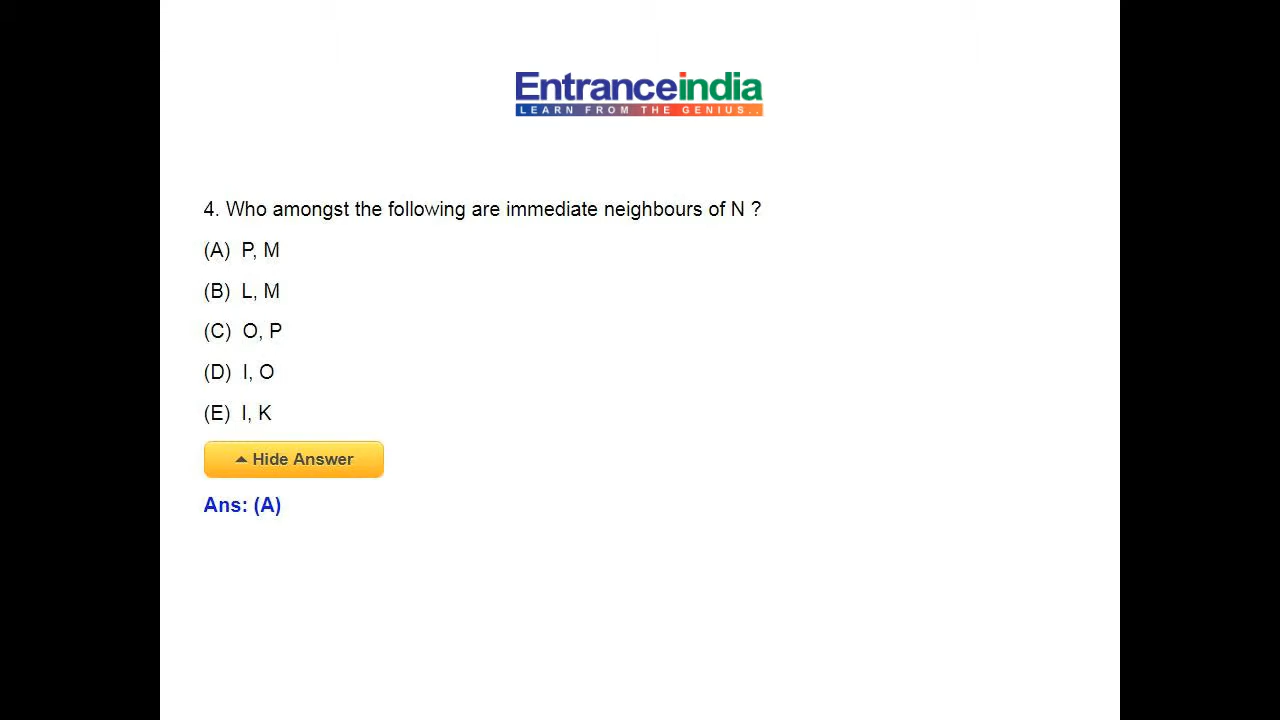 Entranceindia
LEARN FROM THE GENIUS..
4. Who amongst the following are immediate neighbours of N ?
(A) P, M
(B) L, M
(C) O, P
(D) I, O
(E) I, K
Hide Answer
Ans: (A)